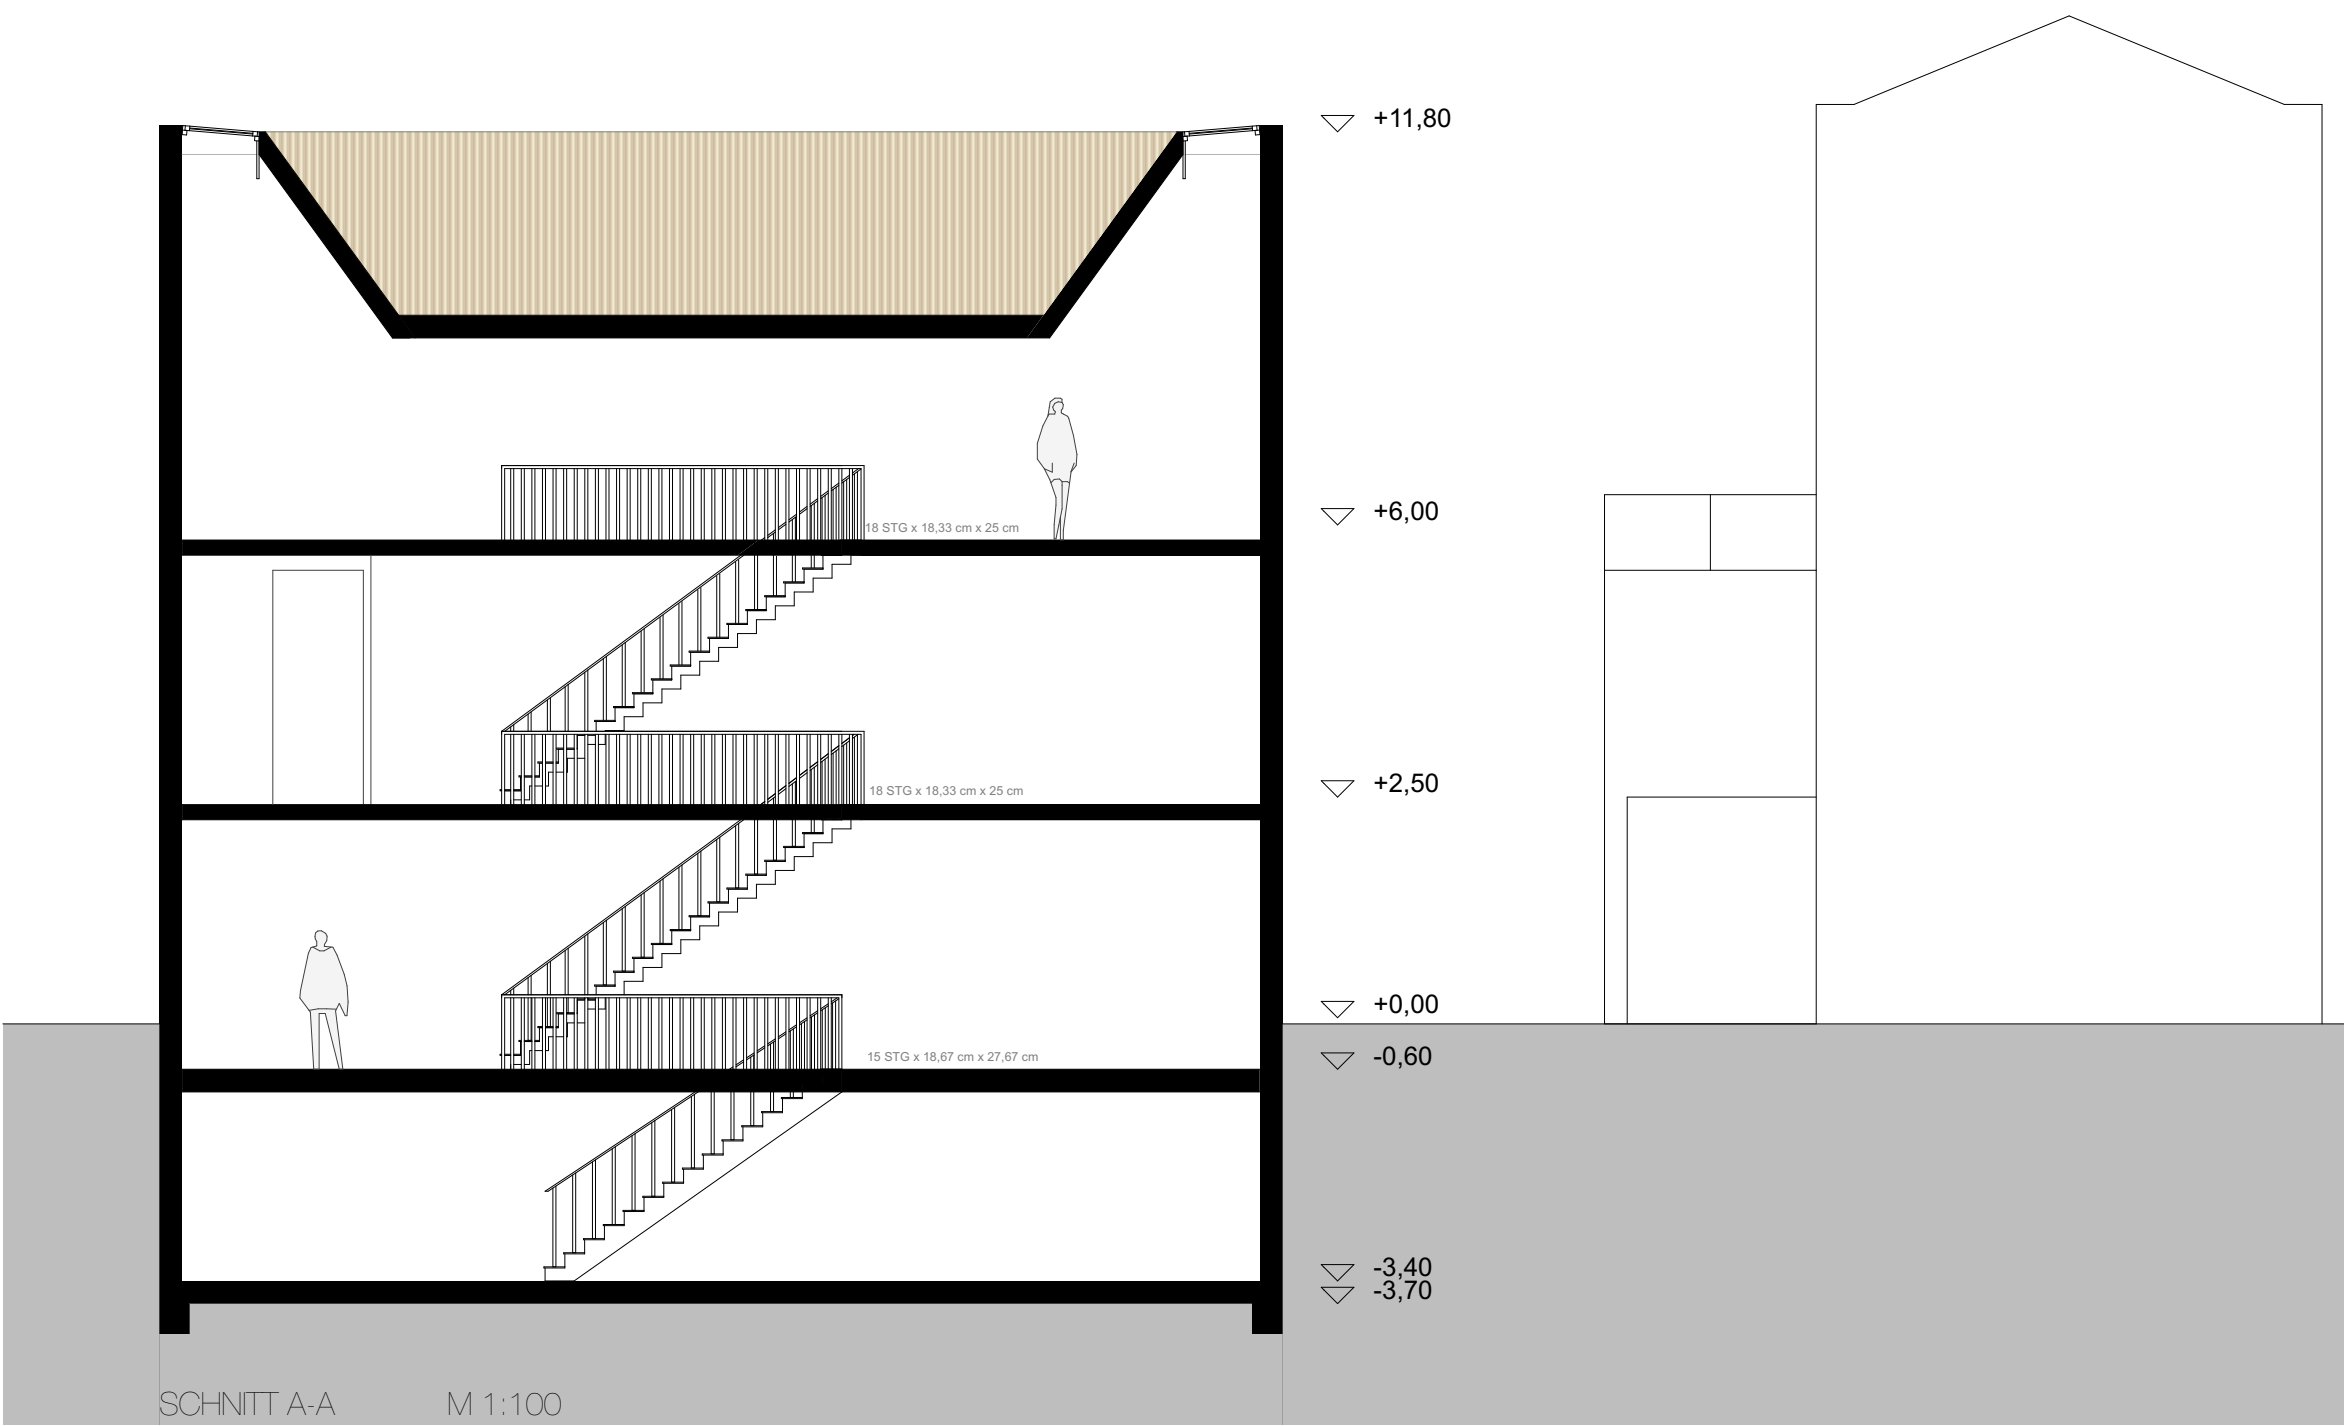 +11,80
18 STG x 18,33 cm x 25 cm
+6,00
18 STG x 18,33 cm x 25 cm
+2,50
+0,00
15 STG x 18,67 cm x 27,67 cm
-0,60
-3,40
-3,70
SCHNITT A-A M 1:100